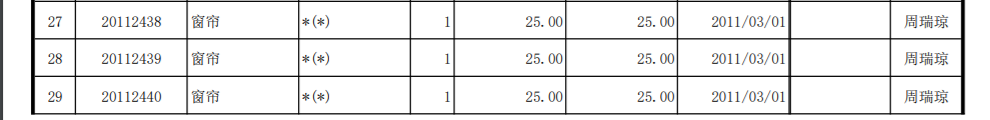 27 20112438 窗帘 *(*) 1 25.00 25.00 2011/03/01 周瑞琼
28 20112439 窗帘 *(*) 1 25.00 25.00 2011/03/01 周瑞琼
29 20112440 窗帘 *(*) 1 25.00 25.00 2011/03/01 周瑞琼